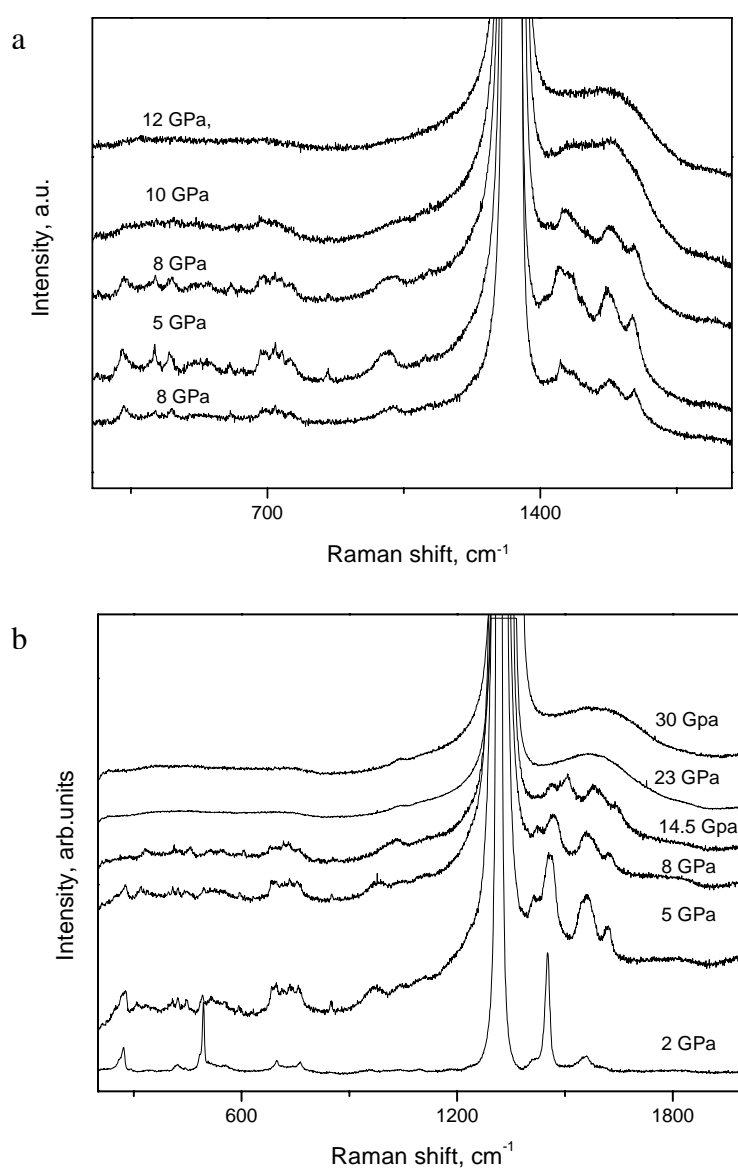 a
12 GPa,
10 GPa
8 GPa
5 GPa
8 GPa
Intensity, a.u.
700 1400
Raman shift, cm-1
b
30 Gpa
23 GPa
14.5 Gpa
8 GPa
5 GPa
2 GPa
Intensity, arb.units
600 1200 1800
Raman shift, cm-1